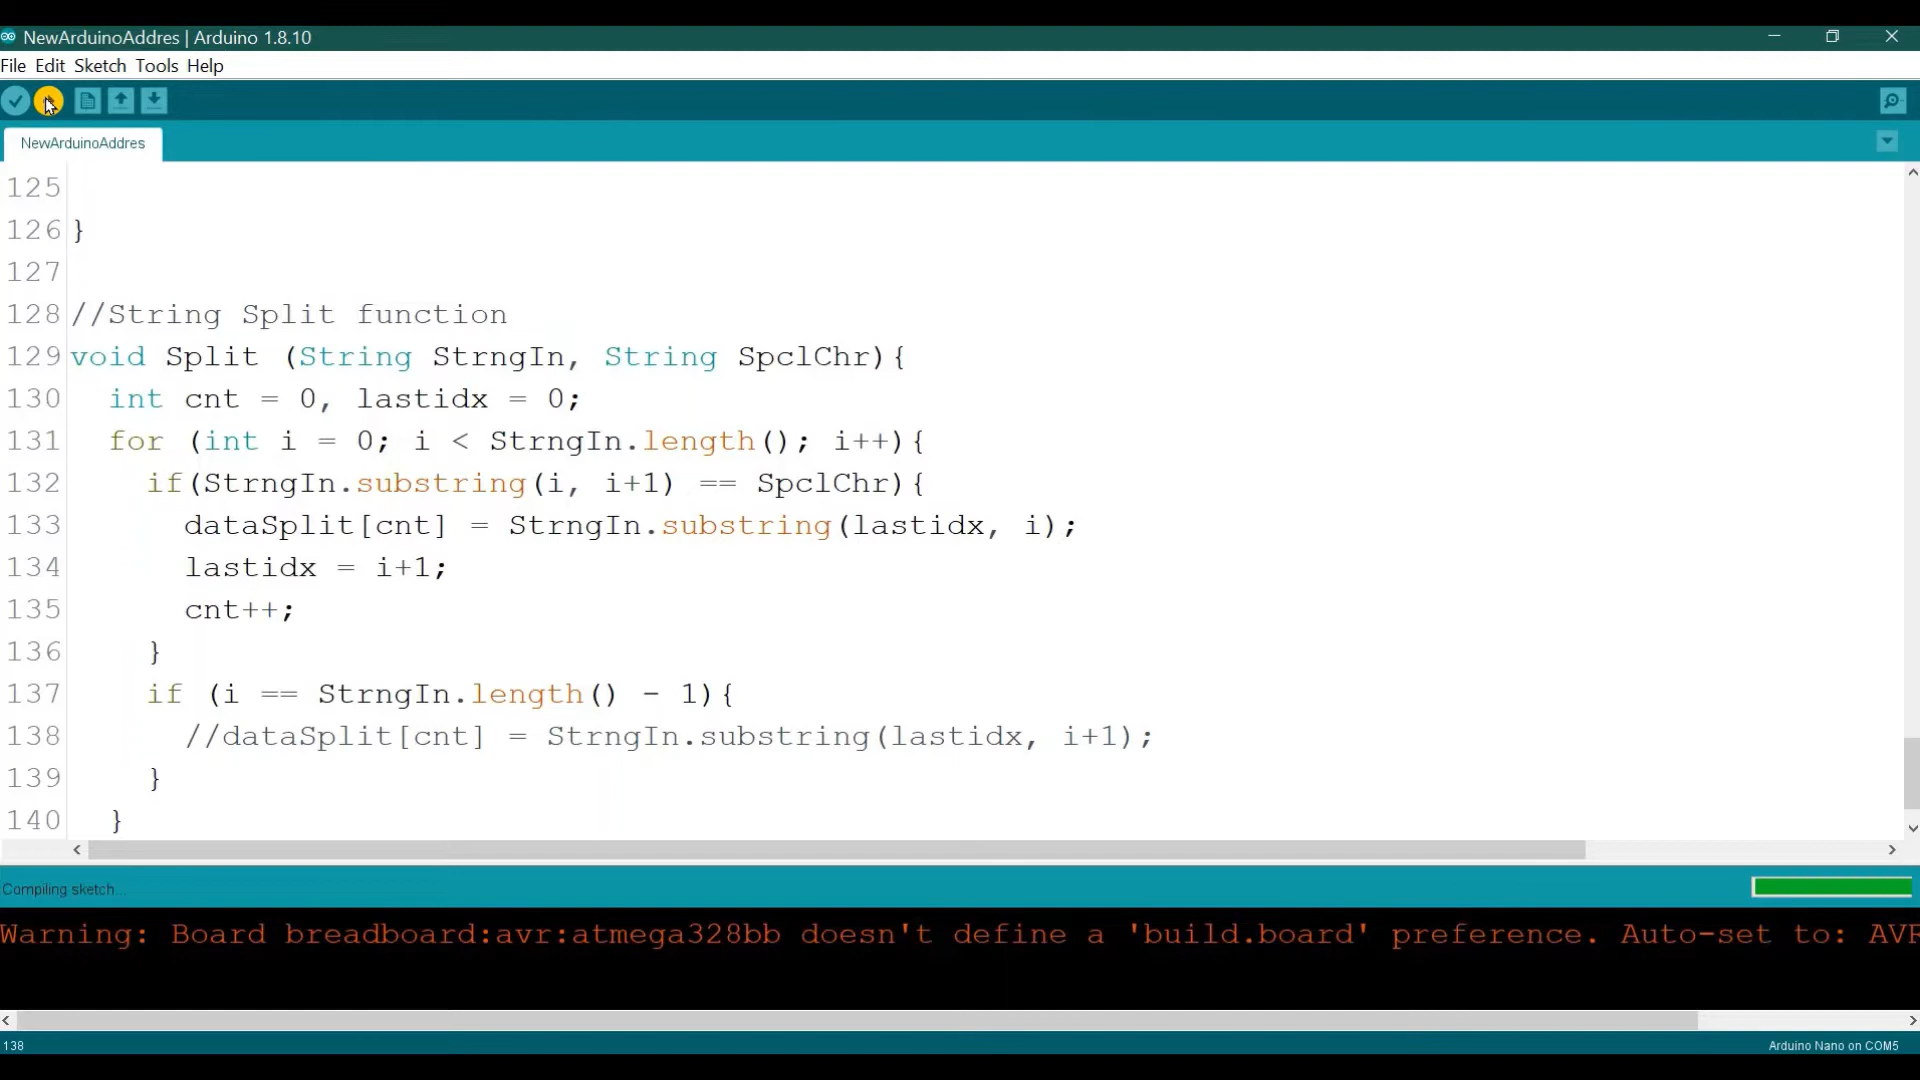 NewArduinoAddres | Arduino 1.8.10
File Edit Sketch Tools Help
NewArduinoAddres
125
126 }
127
128 //String Split function
129 void Split (String StrngIn, String SpclChr){
130 int cnt = 0, lastidx = 0;
131 for (int i = 0; i < StrngIn.length(); i++){
132 if(StrngIn.substring(i, i+1) == SpclChr){
133 dataSplit[cnt] = StrngIn.substring(lastidx, i);
134 lastidx = i+1;
135 cnt++;
136 }
137 if (i == StrngIn.length() - 1){
138 //dataSplit[cnt] = StrngIn.substring(lastidx, i+1);
139 }
140 }
Compiling sketch...
Warning: Board breadboard:avr:atmega328bb doesn't define a 'build.board' preference. Auto-set to: AVR
138
Arduino Nano on COM5